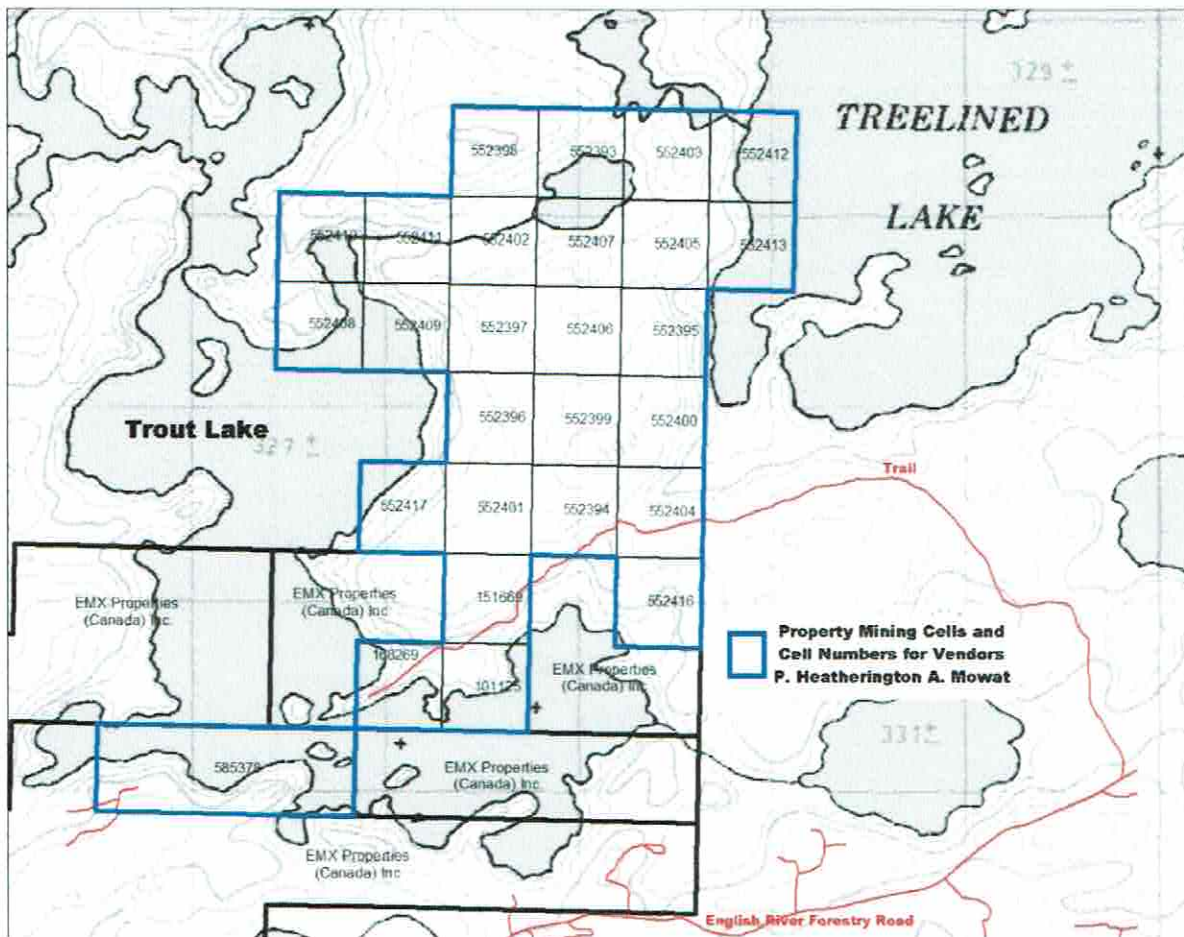 329 ±
TREELINED
LAKE
552398 552393 552403 552412
552410 552411 552402 552407 552405 552413
552408 552409 552397 552406 552395
552396 552399 552400
Trout Lake
327 ±
Trail
552417 552401 552394 552404
EMX Properties
(Canada) Inc.
EMX Properties
(Canada) Inc
151669
552416
Property Mining Cells and
Cell Numbers for Vendors
P. Heatherington A. Mowat
168269
101125
EMX Properties
(Canada) Inc
331 ±
585378
EMX Properties
(Canada) Inc.
EMX Properties
(Canada) Inc
English River Forestry Road